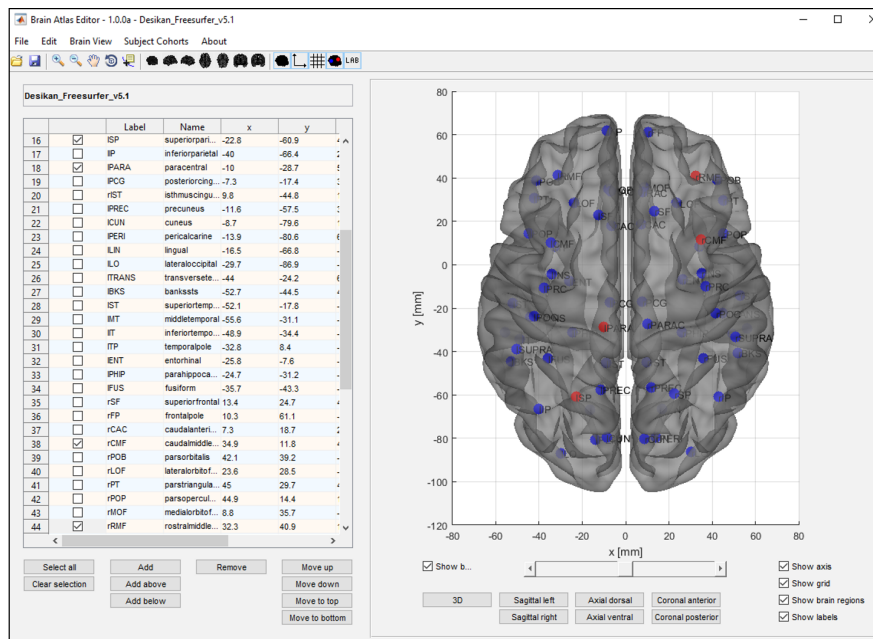 Brain Atlas Editor - 1.0.0a - Desikan_Freesurfer_v5.1
File Edit Brain View Subject Cohorts About
LAB
Desikan_Freesurfer_v5.1
Label Name x y
16 lSP superiorpari... -22.8 -60.9
17 lIP inferiorparietal -40 -66.4
18 lPARA paracentral -10 -28.7
19 lPCG posteriorcing... -7.3 -17.4
20 rIST isthmuscingu... 9.8 -44.8
21 lPREC precuneus -11.6 -57.5
22 lCUN cuneus -8.7 -79.6
23 lPERI pericalcarine -13.9 -80.6
24 lLIN lingual -16.5 -66.8
25 lLO lateraloccipital -29.7 -86.9
26 lTRANS transversete... -44 -24.2
27 lBKS bankssts -52.7 -44.5
28 lST superiortemp... -52.1 -17.8
29 lMT middletemporal -55.6 -31.1
30 lIT inferiortempo... -48.9 -34.4
31 lTP temporalpole -32.8 8.4
32 lENT entorhinal -25.8 -7.6
33 lPHIP parahippoca... -24.7 -31.2
34 lFUS fusiform -35.7 -43.3
35 rSF superiorfrontal 13.4 24.7
36 rFP frontalpole 10.3 61.1
37 rCAC caudalanteri... 7.3 18.7
38 rCMF caudalmiddle... 34.9 11.8
39 rPOB parsorbitalis 42.1 39.2
40 rLOF lateralorbitof... 23.6 28.5
41 rPT parstriangula... 45 29.7
42 rPOP parsopercul... 44.9 14.4
43 rMOF medialorbitof... 8.8 35.7
44 rRMF rostralmiddle... 32.3 40.9
Select all Add Remove Move up
Clear selection Add above Move down
Add below Move to top
Move to bottom
80
60
40
20
0
-20
-40
-60
-80
-100
-120
y [mm]
-80 -60 -40 -20 0 20 40 60 80
x [mm]
rRMF
rCMF
lPARA
rPARAC
lSP
lPREC
Show b...
Show axis
Show grid
Show brain regions
Show labels
3D Sagittal left Axial dorsal Coronal anterior
Sagittal right Axial ventral Coronal posterior